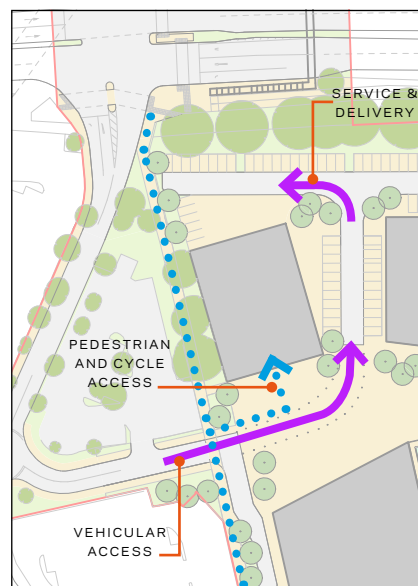 SERVICE &
DELIVERY
PEDESTRIAN
AND CYCLE
ACCESS
VEHICULAR
ACCESS